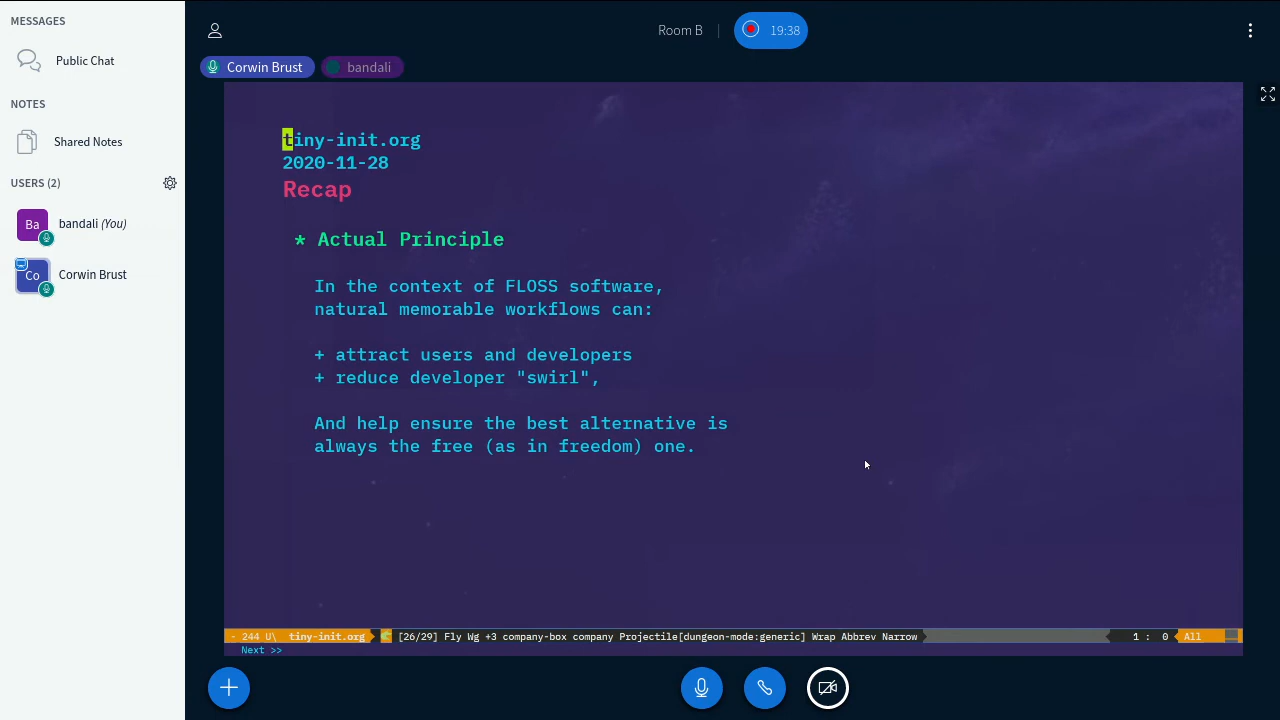 MESSAGES
Public Chat
NOTES
Shared Notes
USERS (2)
Ba
bandali (You)
Co
Corwin Brust
Room B
19:38
Corwin Brust
bandali
tiny-init.org
2020-11-28
Recap
* Actual Principle
In the context of FLOSS software,
natural memorable workflows can:
+ attract users and developers
+ reduce developer "swirl",
And help ensure the best alternative is
always the free (as in freedom) one.
- 244 U\ tiny-init.org [26/29] Fly Wg +3 company-box company Projectile[dungeon-mode:generic] Wrap Abbrev Narrow 1 : 0 All
Next >>